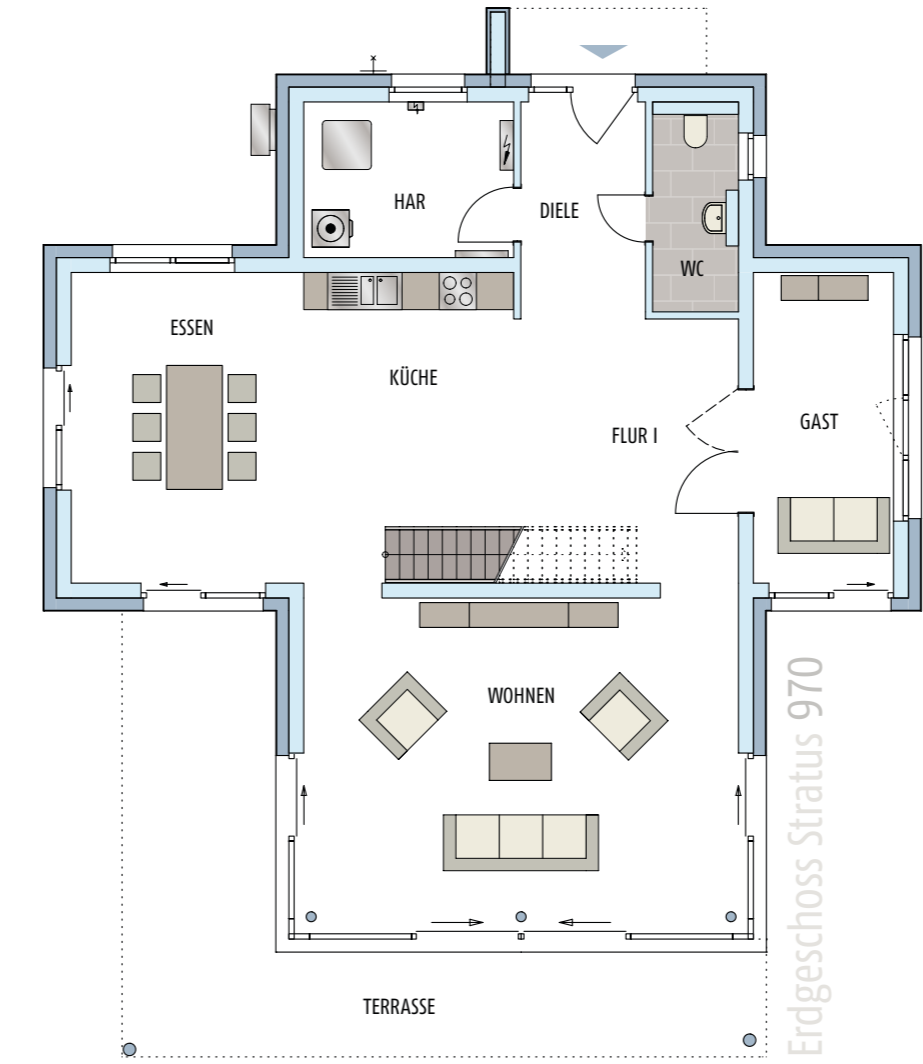 HAR
DIELE
WC
ESSEN
KÜCHE
FLUR I
GAST
WOHNEN
TERRASSE
Erdgeschoss Stratus 970